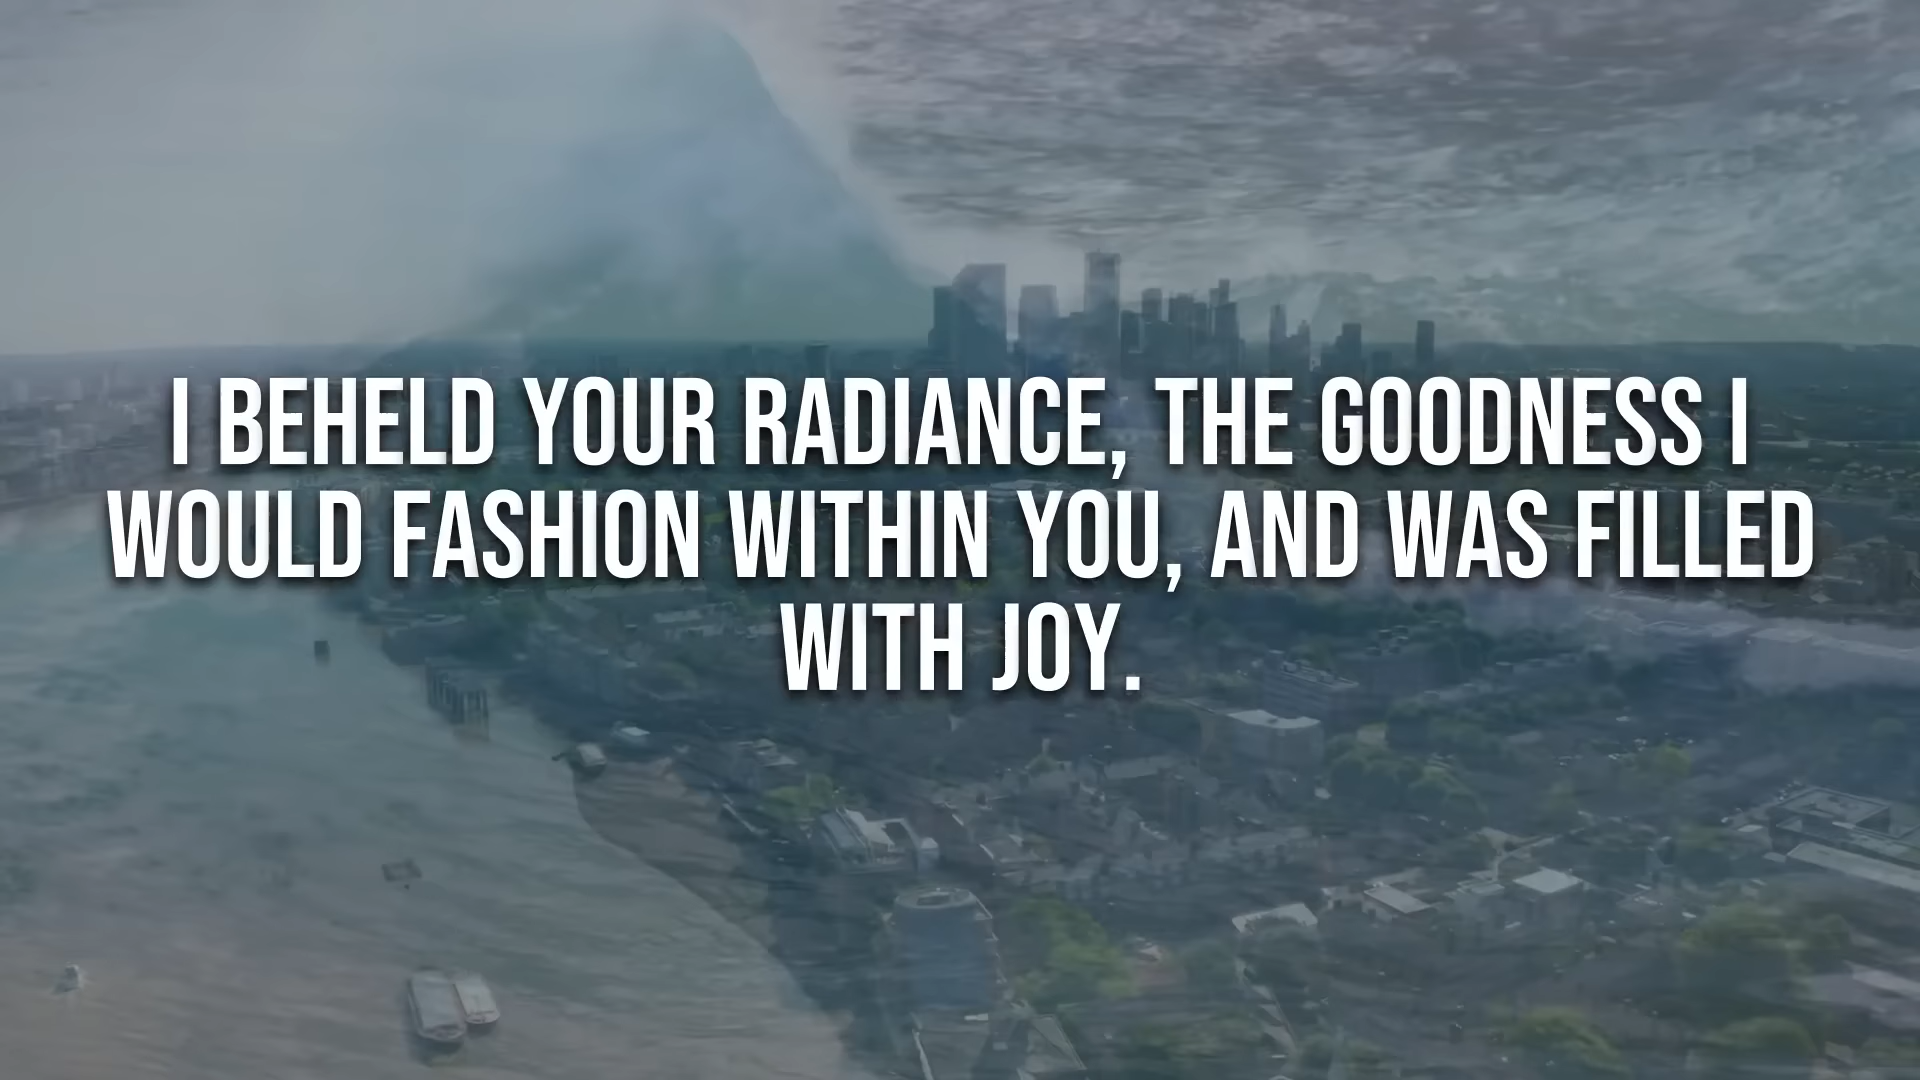 I BEHELD YOUR RADIANCE, THE GOODNESS I
WOULD FASHION WITHIN YOU, AND WAS FILLED
WITH JOY.